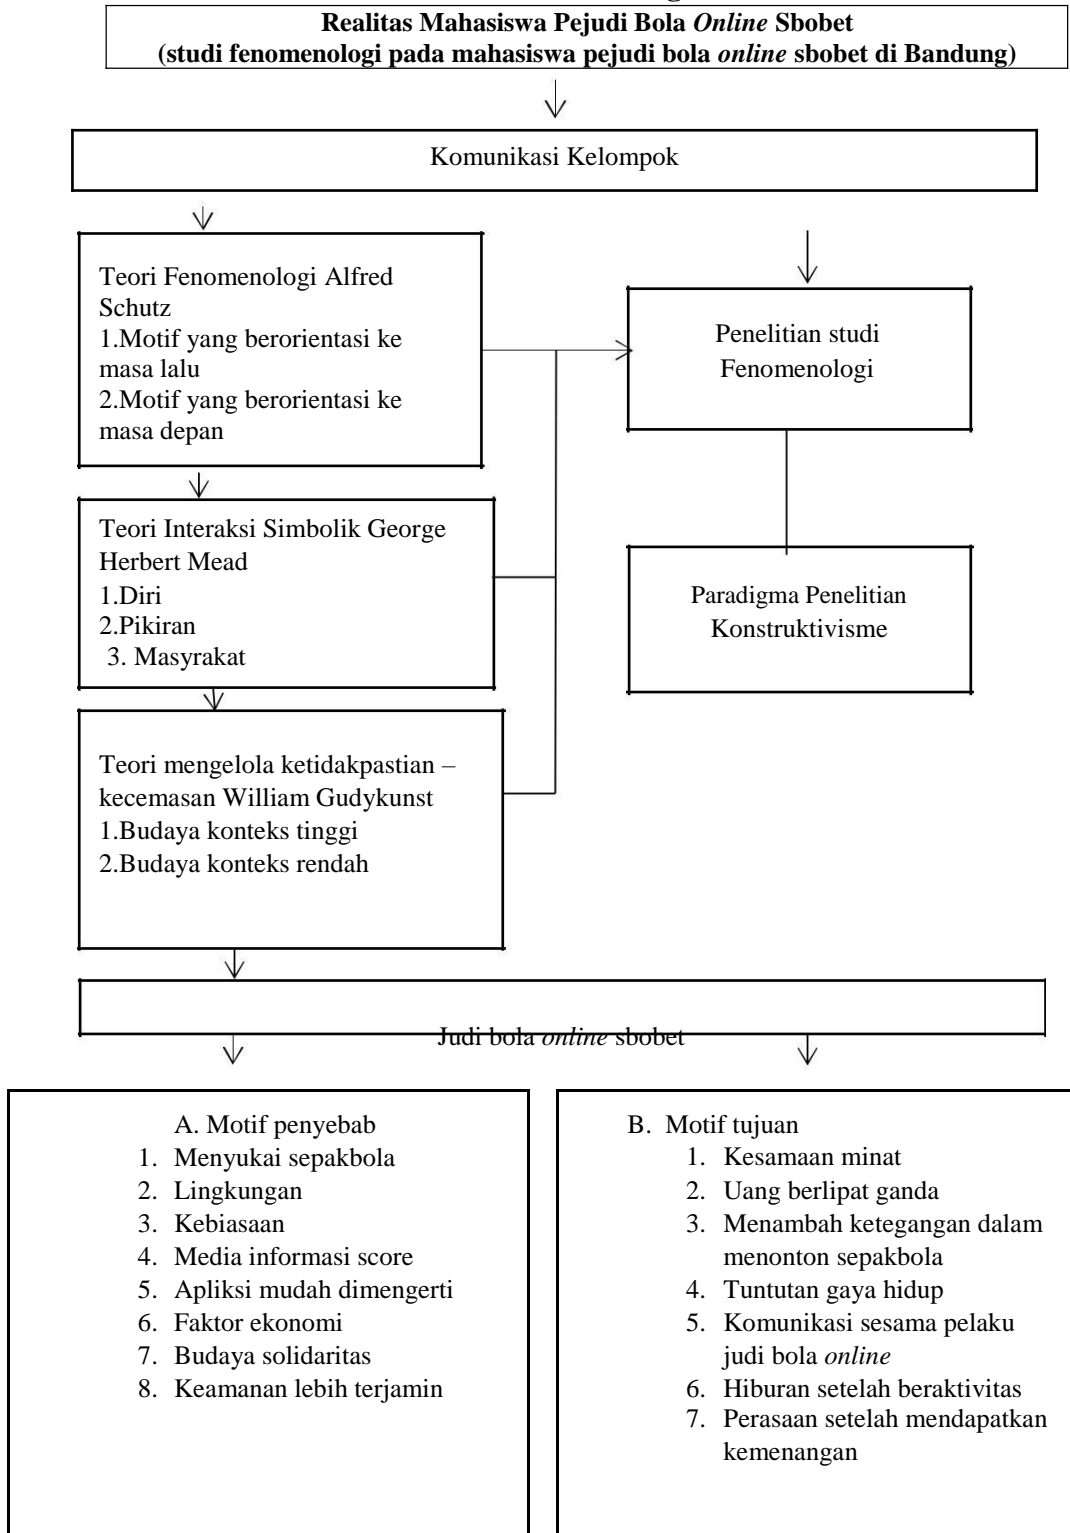 Realitas Mahasiswa Pejudi Bola Online Sbobet
(studi fenomenologi pada mahasiswa pejudi bola online sbobet di Bandung)
Komunikasi Kelompok
Teori Fenomenologi Alfred
Schutz
1.Motif yang berorientasi ke
masa lalu
2.Motif yang berorientasi ke
masa depan
Penelitian studi
Fenomenologi
Teori Interaksi Simbolik George
Herbert Mead
1.Diri
2.Pikiran
3. Masyrakat
Paradigma Penelitian
Konstruktivisme
Teori mengelola ketidakpastian –
kecemasan William Gudykunst
1.Budaya konteks tinggi
2.Budaya konteks rendah
Judi bola online sbobet
A. Motif penyebab
1. Menyukai sepakbola
2. Lingkungan
3. Kebiasaan
4. Media informasi score
5. Apliksi mudah dimengerti
6. Faktor ekonomi
7. Budaya solidaritas
8. Keamanan lebih terjamin
B. Motif tujuan
1. Kesamaan minat
2. Uang berlipat ganda
3. Menambah ketegangan dalam
menonton sepakbola
4. Tuntutan gaya hidup
5. Komunikasi sesama pelaku
judi bola online
6. Hiburan setelah beraktivitas
7. Perasaan setelah mendapatkan
kemenangan